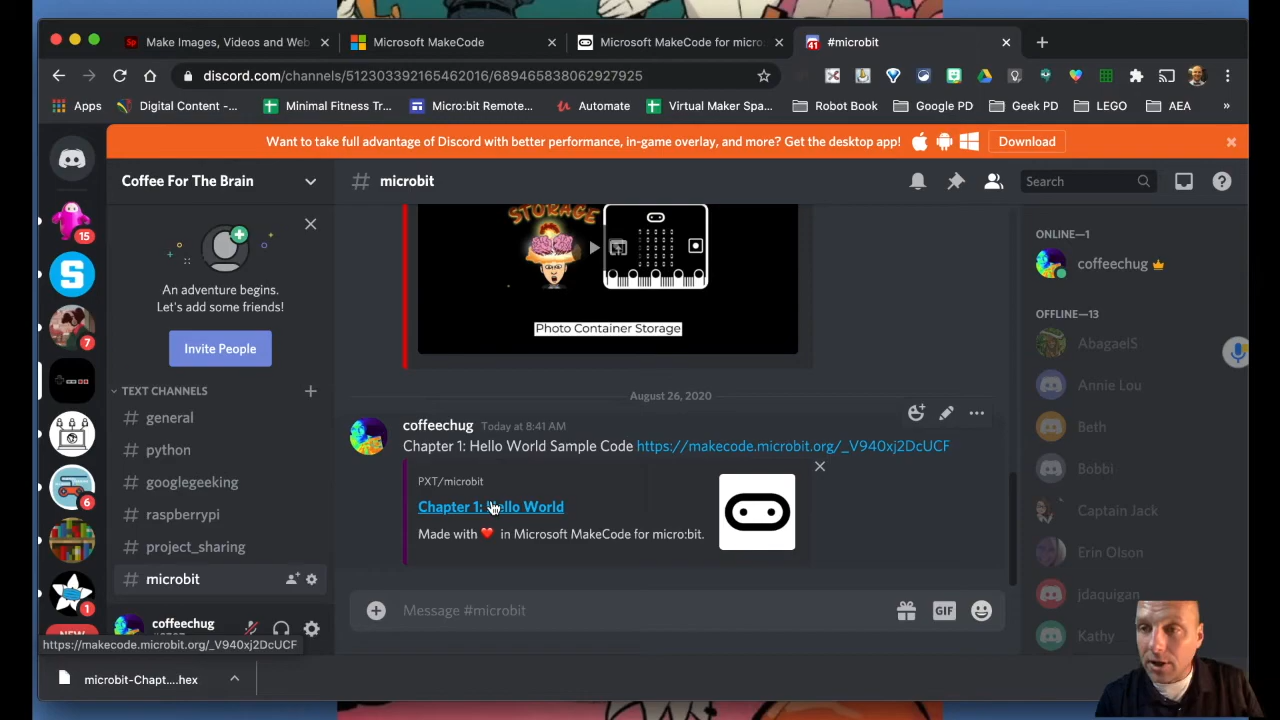 Make Images, Videos and Web
Microsoft MakeCode
Microsoft MakeCode for micro:
41 #microbit
discord.com/channels/512303392165462016/689465838062927925
Apps
Digital Content -...
Minimal Fitness Tr...
Micro:bit Remote...
Automate
Virtual Maker Spa...
Robot Book
Google PD
Geek PD
LEGO
AEA
»
Want to take full advantage of Discord with better performance, in-game overlay, and more? Get the desktop app!
Download
Coffee For The Brain
# microbit
Search
15
An adventure begins.
Let's add some friends!
Invite People
7
TEXT CHANNELS
# general
# python
# googlegeeking
6
# raspberrypi
# project_sharing
# microbit
1
NEW
coffeechug
STORAGE
Photo Container Storage
August 26, 2020
coffeechug Today at 8:41 AM
Chapter 1: Hello World Sample Code https://makecode.microbit.org/_V940xj2DcUCF
PXT/microbit
Chapter 1: Hello World
Made with ❤️ in Microsoft MakeCode for micro:bit.
Message #microbit
GIF
ONLINE—1
coffeechug
OFFLINE—13
AbagaelS
Annie Lou
Beth
Bobbi
Captain Jack
Erin Olson
jdaquigan
Kathy
https://makecode.microbit.org/_V940xj2DcUCF
microbit-Chapt....hex